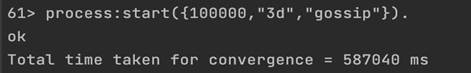 61> process:start({100000,"3d","gossip"}).
ok
Total time taken for convergence = 587040 ms